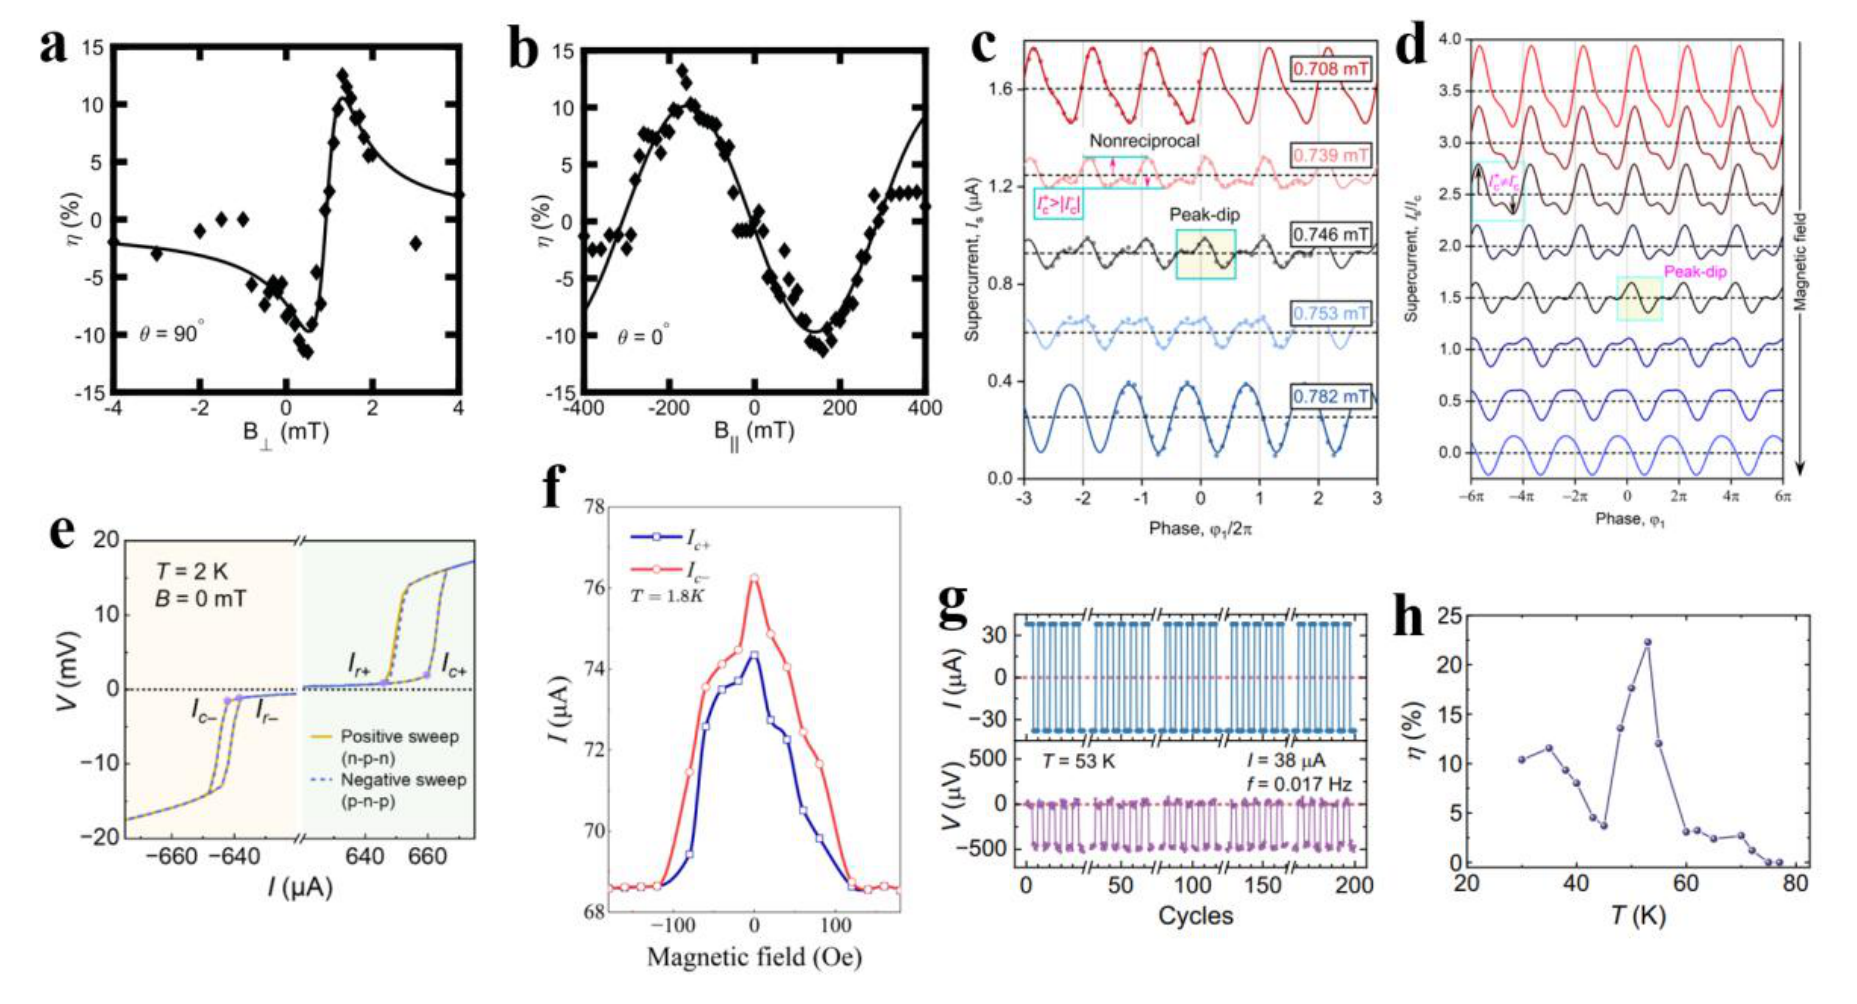 a
15
10
5
0
-5
-10
-15
η (%)
θ = 90°
-4
-2
0
2
4
B⊥ (mT)
b
15
10
5
0
-5
-10
-15
η (%)
θ = 0°
-400
-200
0
200
400
B|| (mT)
c
1.6
1.2
0.8
0.4
0.0
Supercurrent, Is (μA)
0.708 mT
Nonreciprocal
0.739 mT
Ic+>|Ic-|
Peak-dip
0.746 mT
0.753 mT
0.782 mT
-3
-2
-1
0
1
2
3
Phase, φ1/2π
d
4.0
3.5
3.0
2.5
2.0
1.5
1.0
0.5
0.0
Supercurrent, Is/Ic
Ic+≠Ic-
Peak-dip
Magnetic field
−6π
−4π
−2π
0
2π
4π
6π
Phase, φ1
e
20
10
0
−10
−20
V (mV)
T = 2 K
B = 0 mT
Ir+
Ic+
Ic−
Ir−
Positive sweep
(n-p-n)
Negative sweep
(p-n-p)
−660
−640
640
660
I (μA)
f
78
76
74
72
70
68
I (μA)
Ic+
Ic−
T = 1.8K
−100
0
100
Magnetic field (Oe)
g
30
0
−30
I (μA)
500
0
−500
V (μV)
T = 53 K
I = 38 μA
f = 0.017 Hz
0
50
100
150
200
Cycles
h
25
20
15
10
5
0
η (%)
20
40
60
80
T (K)